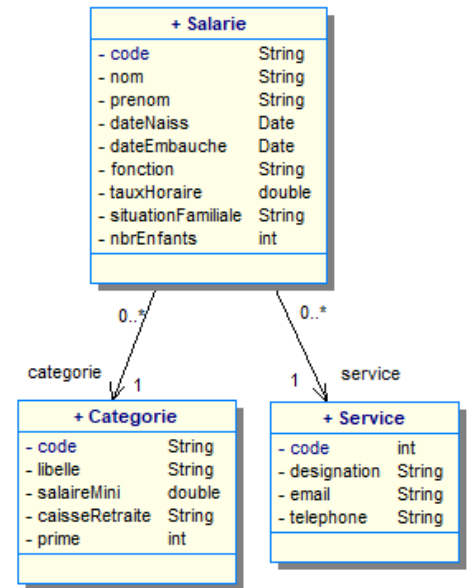 + Salarie
- code String
- nom String
- prenom String
- dateNaiss Date
- dateEmbauche Date
- fonction String
- tauxHoraire double
- situationFamiliale String
- nbrEnfants int
0..* 0..*
categorie 1 1 service
+ Categorie
- code String
- libelle String
- salaireMini double
- caisseRetraite String
- prime int
+ Service
- code int
- designation String
- email String
- telephone String